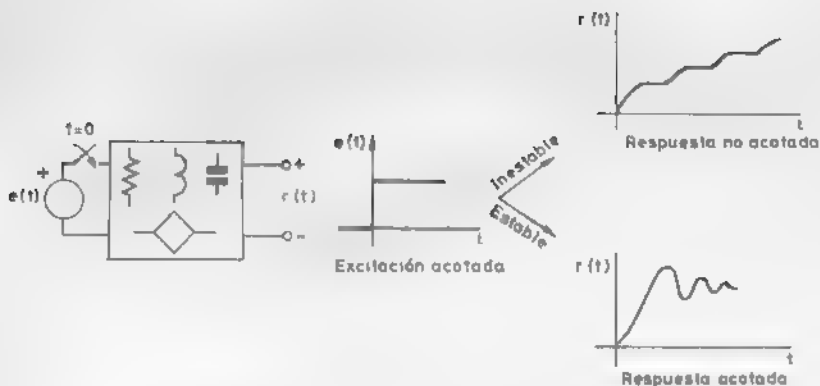 t=0
+
e(t)
+
r(t)
-
e(t)
t
Excitación acotada
Inestable
Estable
r(t)
t
Respuesta no acotada
r(t)
t
Respuesta acotada